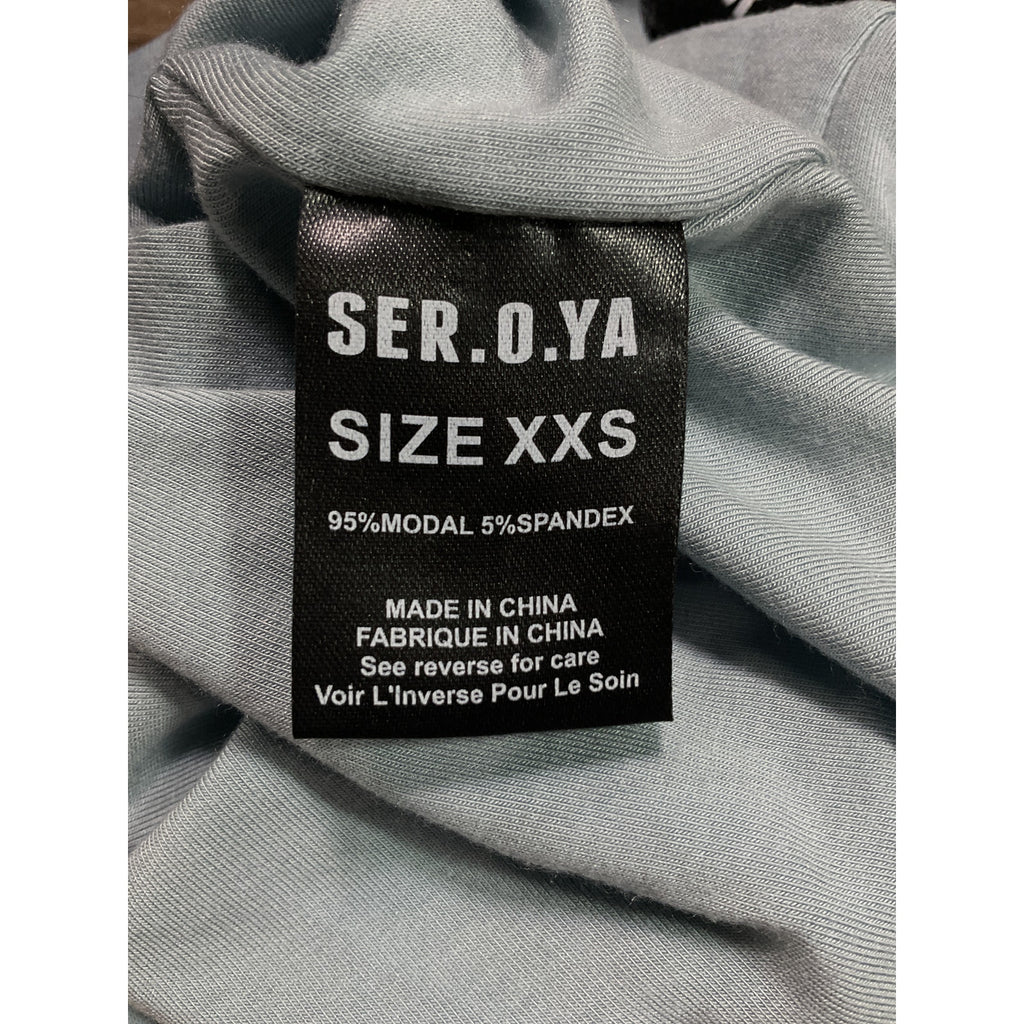 SER.O.YA
SIZE XXS
95%MODAL 5%SPANDEX
MADE IN CHINA
FABRIQUE IN CHINA
See reverse for care
Voir L'Inverse Pour Le Soin